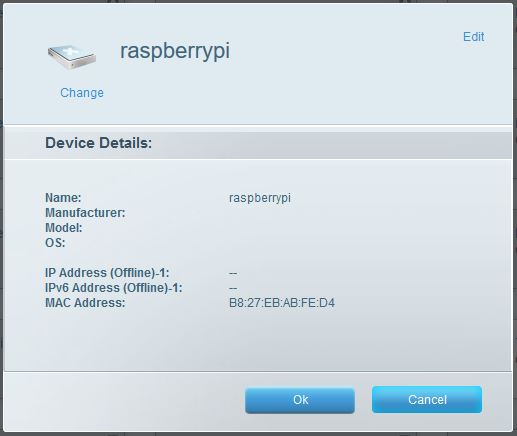 raspberrypi
Edit
Change
Device Details:
Name: raspberrypi
Manufacturer:
Model:
OS:
IP Address (Offline)-1: --
IPv6 Address (Offline)-1: --
MAC Address: B8:27:EB:AB:FE:D4
Ok Cancel